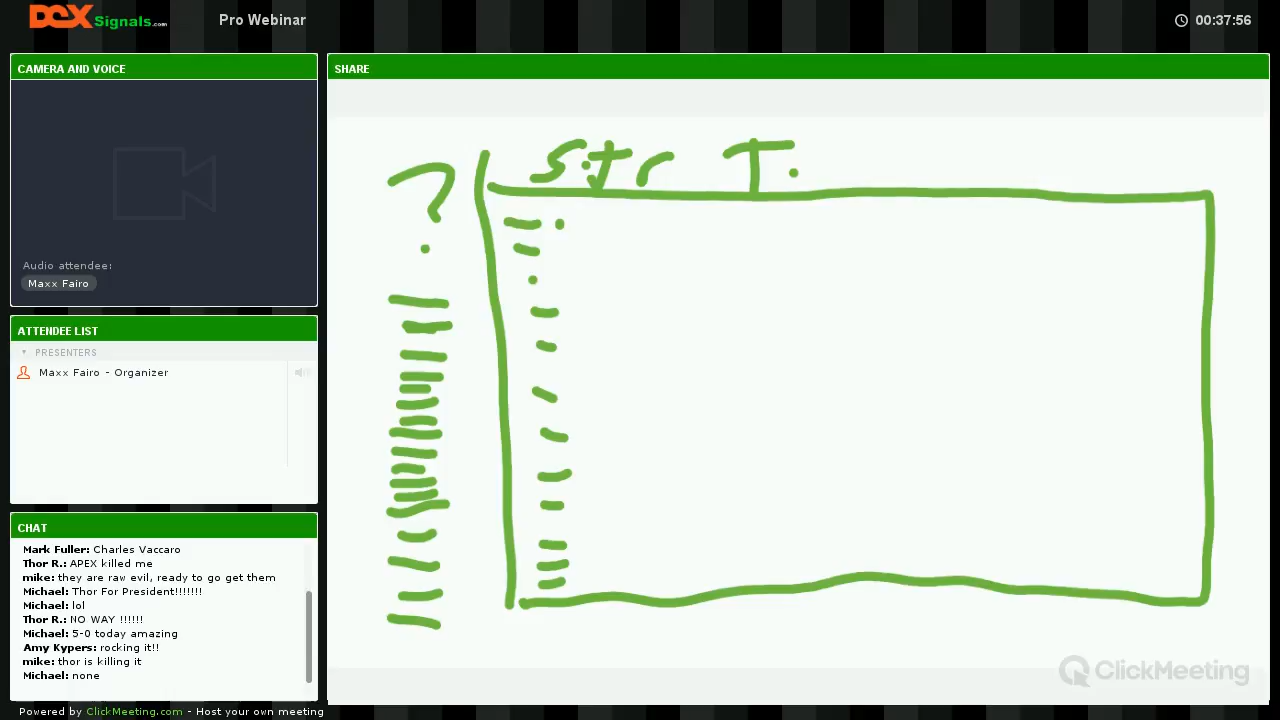 DCX Signals.com
Pro Webinar
00:37:56
CAMERA AND VOICE
Audio attendee:
Maxx Fairo
ATTENDEE LIST
PRESENTERS
Maxx Fairo - Organizer
CHAT
Mark Fuller: Charles Vaccaro
Thor R.: APEX killed me
mike: they are raw evil, ready to go get them
Michael: Thor For President!!!!!!!
Michael: lol
Thor R.: NO WAY !!!!!!
Michael: 5-0 today amazing
Amy Kypers: rocking it!!
mike: thor is killing it
Michael: none
Powered by ClickMeeting.com - Host your own meeting
SHARE
? Str T.
ClickMeeting